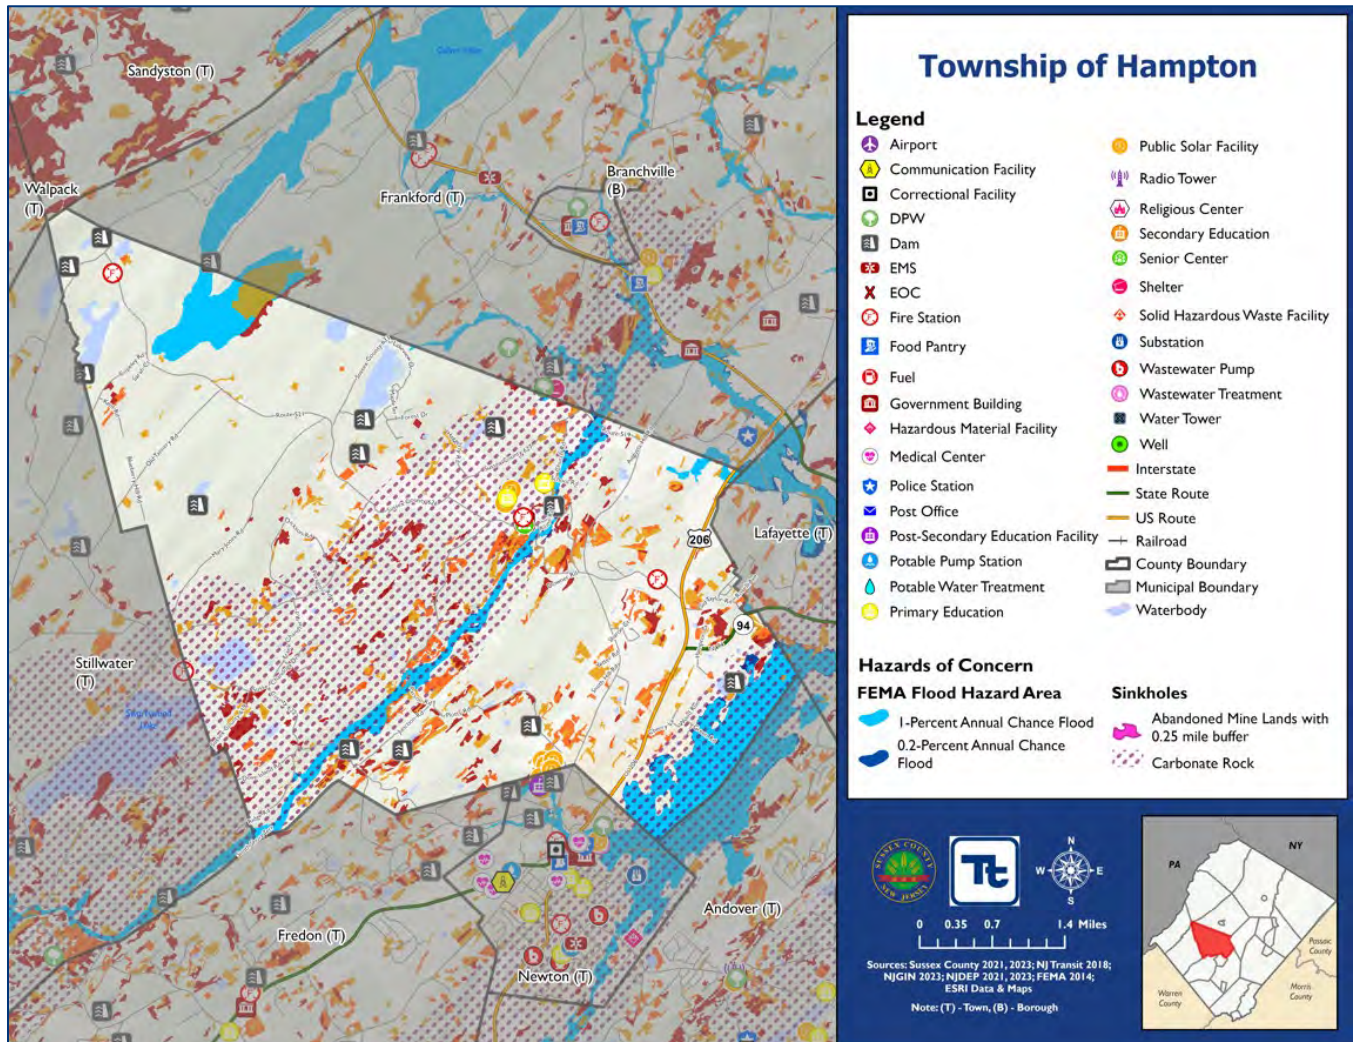 Township of Hampton
Legend
Airport
Communication Facility
Correctional Facility
DPW
Dam
EMS
EOC
Fire Station
Food Pantry
Fuel
Government Building
Hazardous Material Facility
Medical Center
Police Station
Post Office
Post-Secondary Education Facility
Potable Pump Station
Potable Water Treatment
Primary Education
Public Solar Facility
Radio Tower
Religious Center
Secondary Education
Senior Center
Shelter
Solid Hazardous Waste Facility
Substation
Wastewater Pump
Wastewater Treatment
Water Tower
Well
Interstate
State Route
US Route
Railroad
County Boundary
Municipal Boundary
Waterbody
Hazards of Concern
FEMA Flood Hazard Area
1-Percent Annual Chance Flood
0.2-Percent Annual Chance
Flood
Sinkholes
Abandoned Mine Lands with
0.25 mile buffer
Carbonate Rock
Sandyston (T)
Walpack
(T)
Frankford (T)
Branchville
(B)
Lafayette (T)
Stillwater
(T)
Fredon (T)
Newton (T)
Andover (T)
206
94
Old Tannery Rd
SUSSEX COUNTY
NEW JERSEY
Tt
N
W
E
S
0 0.35 0.7 1.4 Miles
Sources: Sussex County 2021, 2023; NJ Transit 2018;
NJGIN 2023; NJDEP 2021, 2023; FEMA 2014;
ESRI Data & Maps
Note: (T) - Town, (B) - Borough
PA
NY
Passaic
County
Warren
County
Morris
County